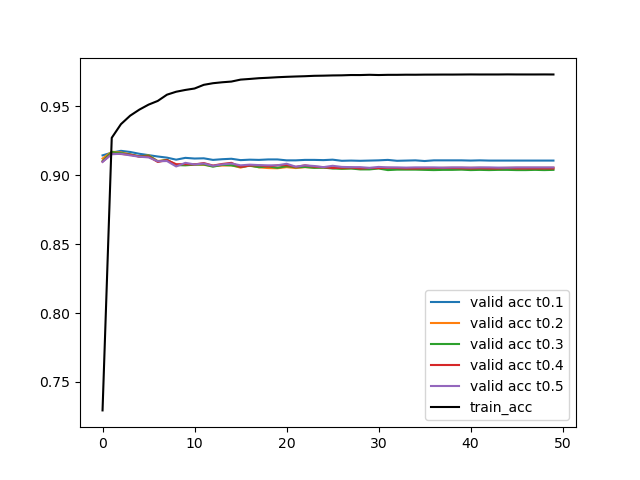 0.95
0.90
0.85
0.80
0.75
0
10
20
30
40
50
valid acc t0.1
valid acc t0.2
valid acc t0.3
valid acc t0.4
valid acc t0.5
train_acc